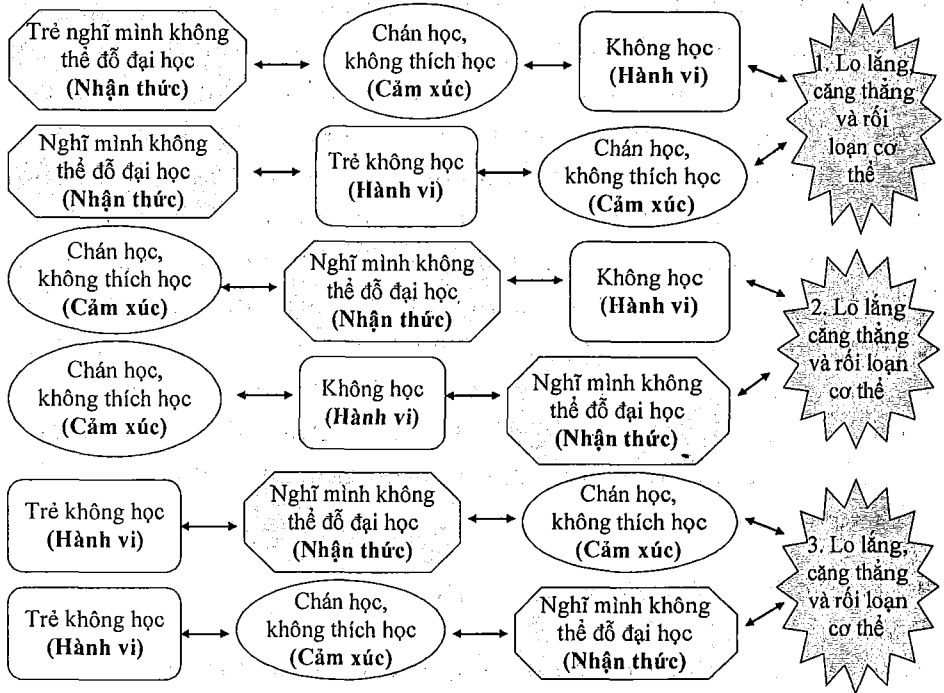 Trẻ nghĩ mình không
thể đỗ đại học
(Nhận thức)
Chán học,
không thích học
(Cảm xúc)
Không học
(Hành vi)
1. Lo lắng,
căng thẳng
và rối
loạn cơ
thể
Nghĩ mình không
thể đỗ đại học
(Nhận thức)
Trẻ không học
(Hành vi)
Chán học,
không thích học
(Cảm xúc)
Chán học,
không thích học
(Cảm xúc)
Nghĩ mình không
thể đỗ đại học
(Nhận thức)
Không học
(Hành vi)
2. Lo lắng
căng thẳng
và rối loạn
cơ thể
Chán học,
không thích học
(Cảm xúc)
Không học
(Hành vi)
Nghĩ mình không
thể đỗ đại học
(Nhận thức)
Trẻ không học
(Hành vi)
Nghĩ mình không
thể đỗ đại học
(Nhận thức)
Chán học,
không thích học
(Cảm xúc)
3. Lo lắng,
căng thẳng
và rối loạn
cơ thể
Trẻ không học
(Hành vi)
Chán học,
không thích học
(Cảm xúc)
Nghĩ mình không
thể đỗ đại học
(Nhận thức)